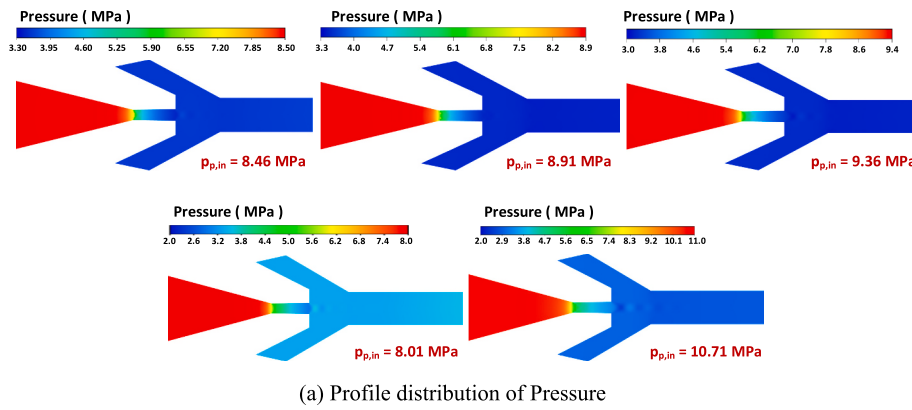 Pressure ( MPa )
3.30 3.95 4.60 5.25 5.90 6.55 7.20 7.85 8.50
p_p,in = 8.46 MPa
Pressure ( MPa )
3.3 4.0 4.7 5.4 6.1 6.8 7.5 8.2 8.9
p_p,in = 8.91 MPa
Pressure ( MPa )
3.0 3.8 4.6 5.4 6.2 7.0 7.8 8.6 9.4
p_p,in = 9.36 MPa
Pressure ( MPa )
2.0 2.6 3.2 3.8 4.4 5.0 5.6 6.2 6.8 7.4 8.0
p_p,in = 8.01 MPa
Pressure ( MPa )
2.0 2.9 3.8 4.7 5.6 6.5 7.4 8.3 9.2 10.1 11.0
p_p,in = 10.71 MPa
(a) Profile distribution of Pressure